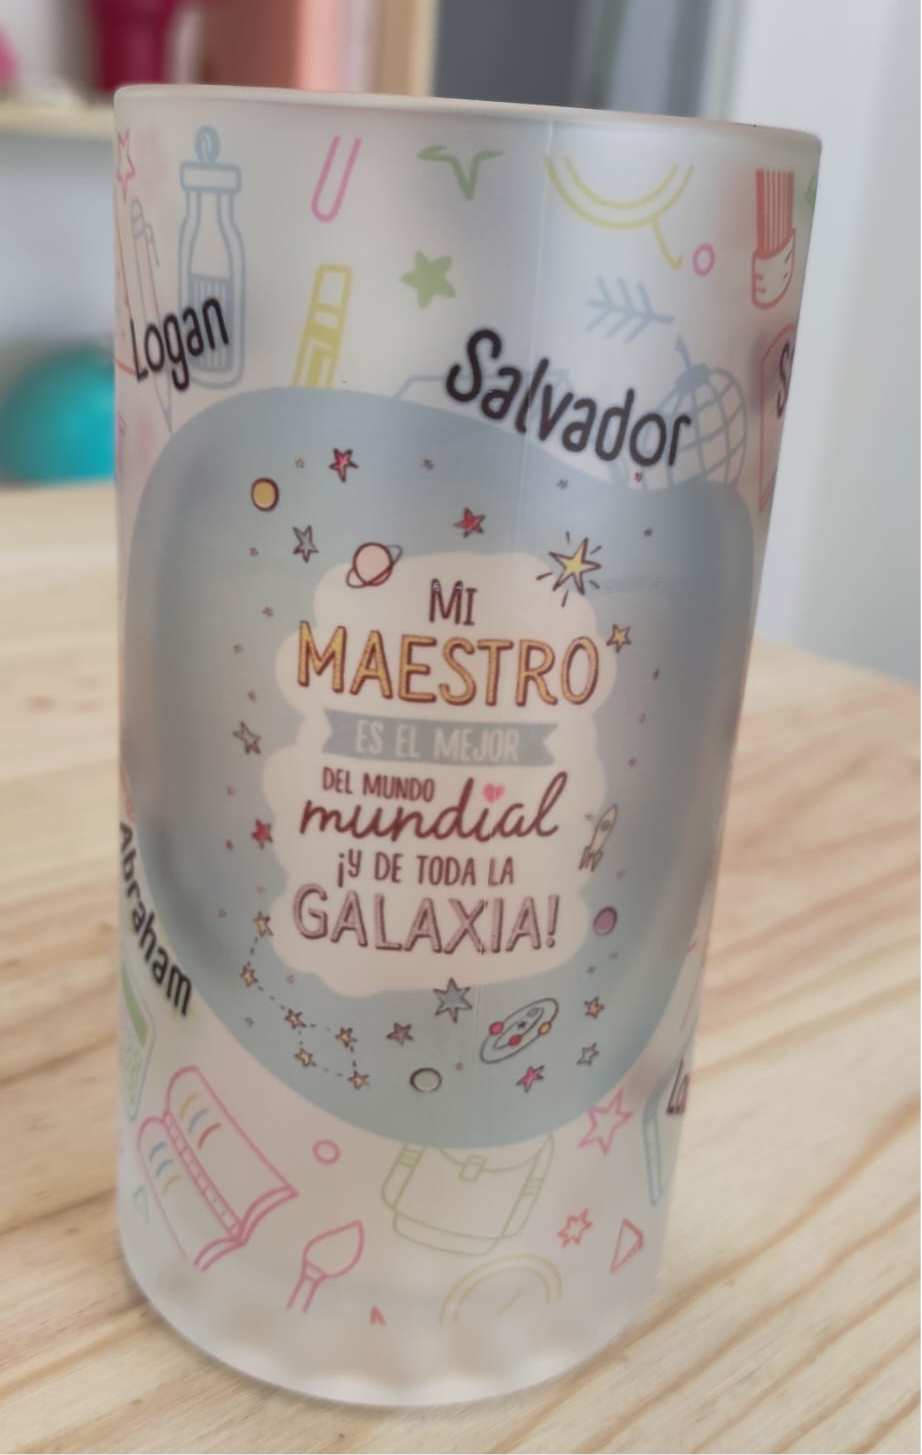 Logan
Salvador
MI
MAESTRO
ES EL MEJOR
DEL MUNDO
mundial
¡Y DE TODA LA
GALAXIA!
Abraham